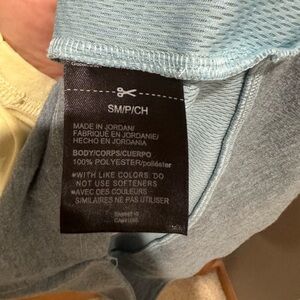 SM/P/CH
MADE IN JORDAN/
FABRIQUÉ EN JORDANIE/
HECHO EN JORDANIA
BODY/CORPS/CUERPO
100% POLYESTER/poliéster
*WITH LIKE COLORS: DO
NOT USE SOFTENERS
*AVEC DES COULEURS
SIMILAIRES NE PAS UTILISER